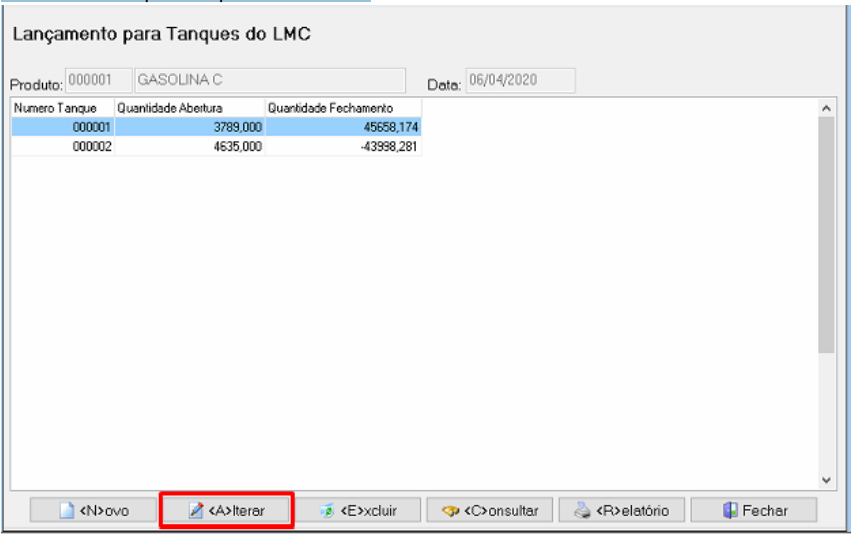 Lançamento para Tanques do LMC
Produto: 000001 GASOLINA C Data: 06/04/2020
Numero Tanque Quantidade Abertura Quantidade Fechamento
000001 3789,000 45658,174
000002 4635,000 -43998,281
<N>ovo <A>lterar <E>xcluir <C>onsultar <R>elatório Fechar